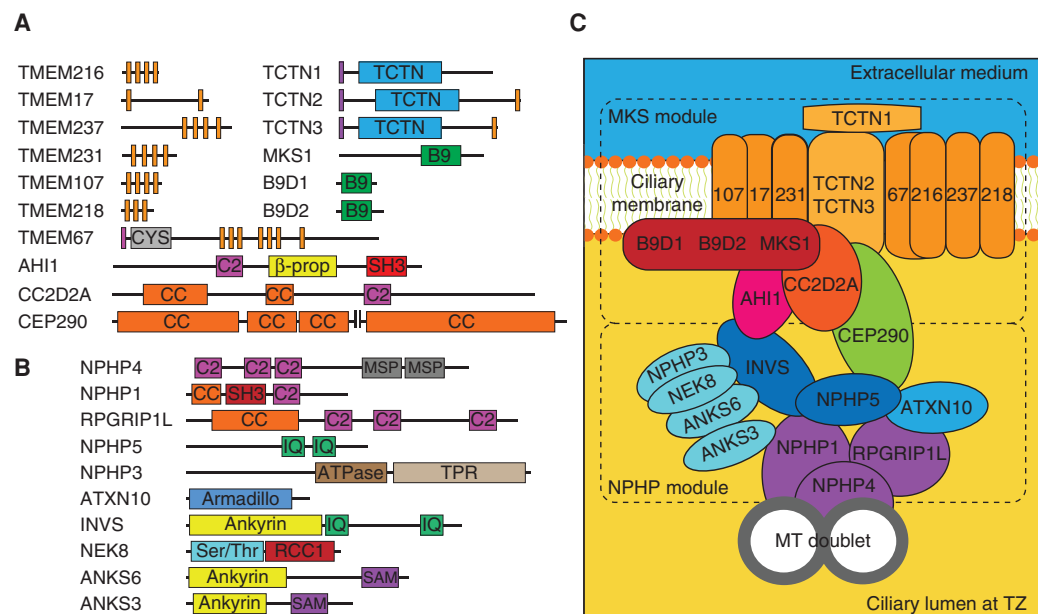 A
TMEM216
TMEM17
TMEM237
TMEM231
TMEM107
TMEM218
TMEM67 CYS
TCTN1 TCTN
TCTN2 TCTN
TCTN3 TCTN
MKS1 B9
B9D1 B9
B9D2 B9
AHI1 C2 β-prop SH3
CC2D2A CC CC C2
CEP290 CC CC CC CC
B
NPHP4 C2 C2 C2 MSP MSP
NPHP1 CC SH3 C2
RPGRIP1L CC C2 C2 C2
NPHP5 IQ IQ
NPHP3 ATPase TPR
ATXN10 Armadillo
INVS Ankyrin IQ IQ
NEK8 Ser/Thr RCC1
ANKS6 Ankyrin SAM
ANKS3 Ankyrin SAM
C
Extracellular medium
MKS module
TCTN1
Ciliary
membrane
107 17 231
TCTN2
TCTN3
67 216 237 218
B9D1 B9D2 MKS1
AHI1
CC2D2A
CEP290
INVS
NPHP3
NEK8
ANKS6
ANKS3
NPHP5
ATXN10
NPHP1
RPGRIP1L
NPHP4
NPHP module
MT doublet
Ciliary lumen at TZ